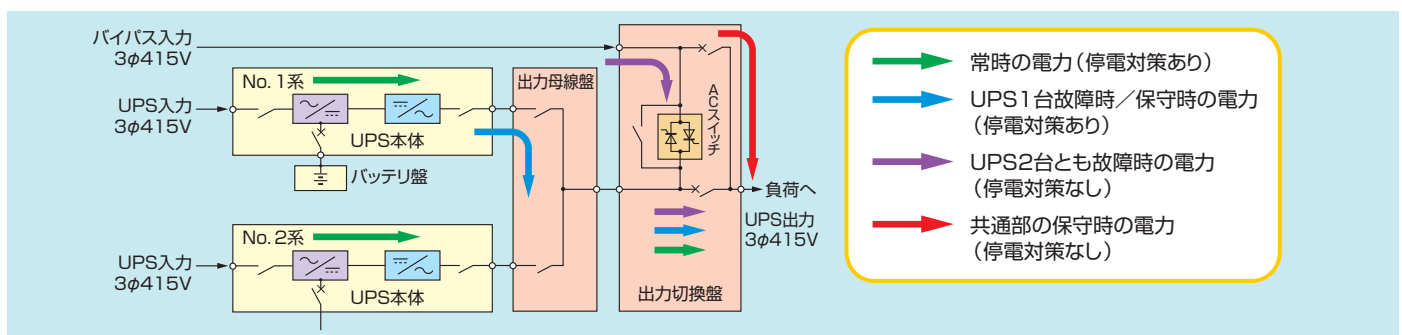 バイパス入力
3φ415V
No. 1系
UPS入力
3φ415V
UPS本体
バッテリ盤
出力母線盤
ACスイッチ
負荷へ
UPS出力
3φ415V
No. 2系
UPS入力
3φ415V
UPS本体
出力切換盤
常時の電力(停電対策あり)
UPS1台故障時/保守時の電力
(停電対策あり)
UPS2台とも故障時の電力
(停電対策なし)
共通部の保守時の電力
(停電対策なし)